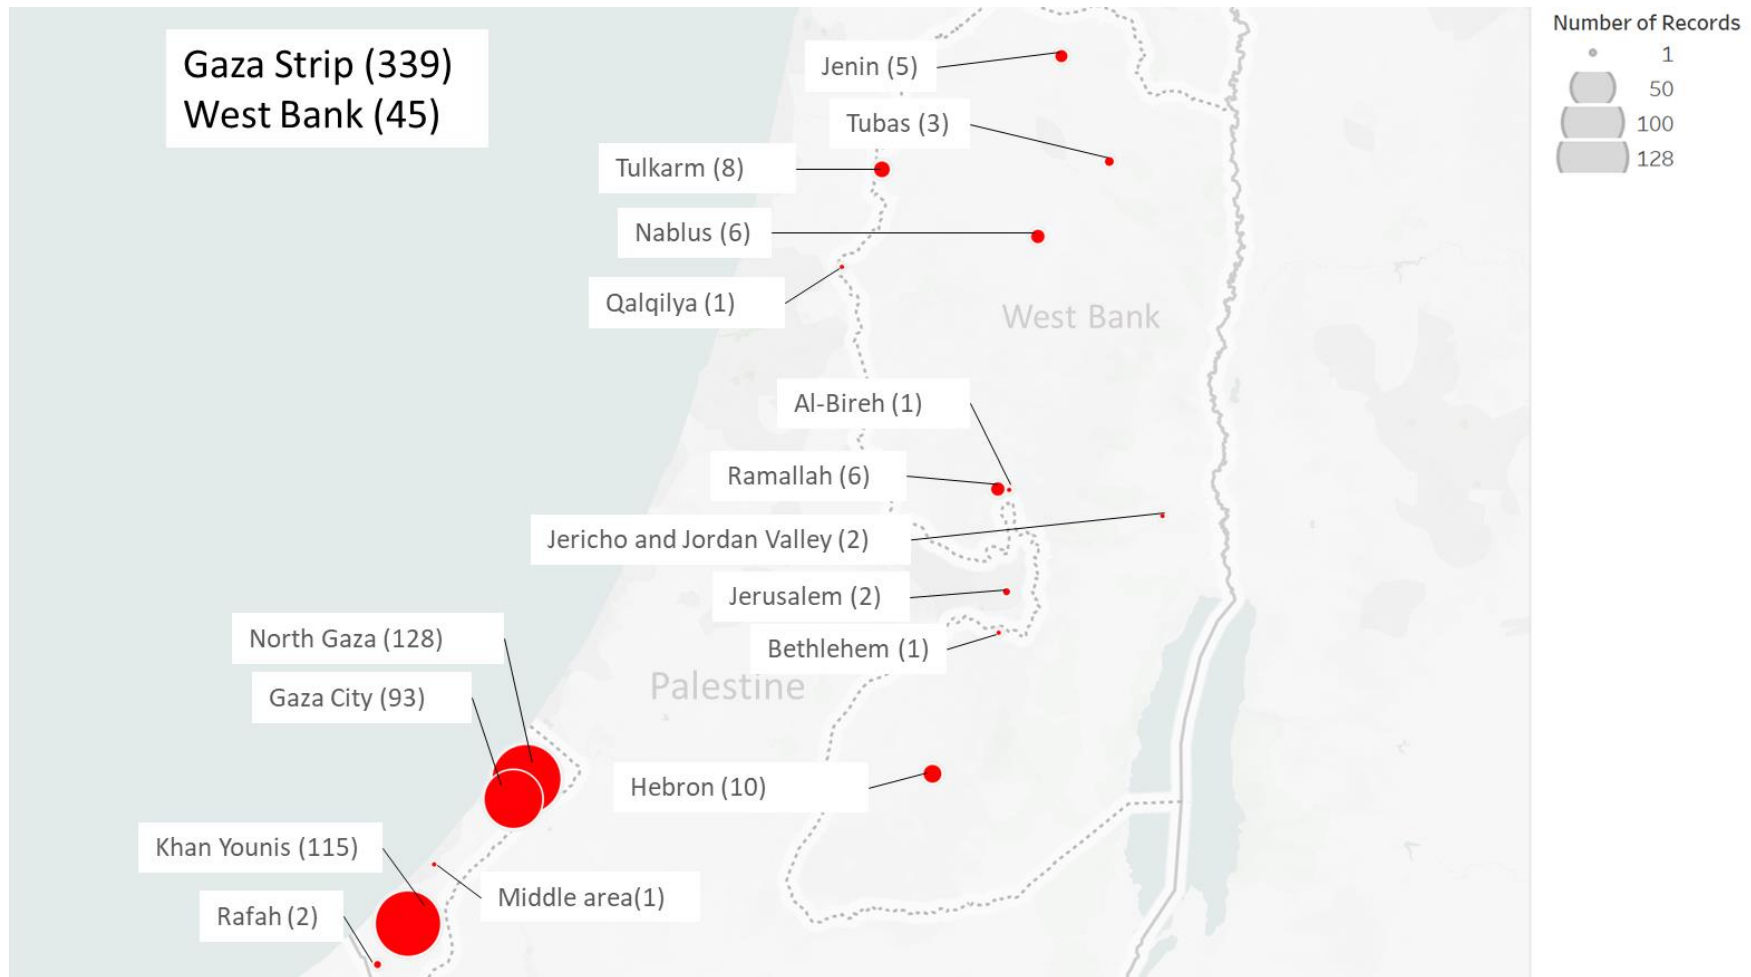 Gaza Strip (339)
West Bank (45)
Number of Records
1
50
100
128
Jenin (5)
Tubas (3)
Tulkarm (8)
Nablus (6)
Qalqilya (1)
West Bank
Al-Bireh (1)
Ramallah (6)
Jericho and Jordan Valley (2)
Jerusalem (2)
Bethlehem (1)
North Gaza (128)
Palestine
Gaza City (93)
Hebron (10)
Khan Younis (115)
Middle area(1)
Rafah (2)